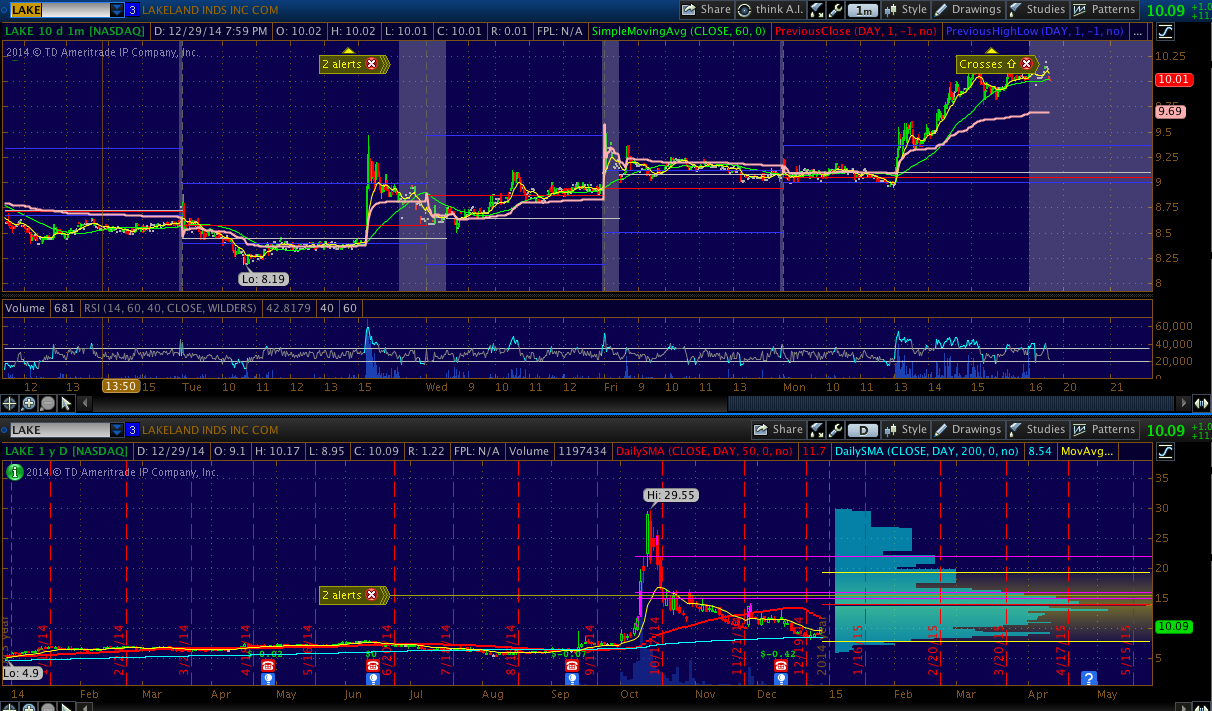 LAKE 3 LAKELAND INDS INC COM Share think A.I. 1m Style Drawings Studies Patterns 10.09
LAKE 10 d 1m [NASDAQ] D: 12/29/14 7:59 PM O: 10.02 H: 10.02 L: 10.01 C: 10.01 R: 0.01 FPL: N/A SimpleMovingAvg (CLOSE, 60, 0) PreviousClose (DAY, 1, -1, no) PreviousHighLow (DAY, 1, -1, no) ...
2014 © TD Ameritrade IP Company, Inc.
2 alerts
Crosses
10.25
10.01
9.69
9.5
9.25
9
8.75
8.5
8.25
8
Lo: 8.19
Volume 681 RSI (14, 60, 40, CLOSE, WILDERS) 42.8179 40 60
60,000
40,000
20,000
12 13 13:50 15 Tue 10 11 12 13 15 Wed 9 10 11 12 Fri 9 10 11 13 Mon 10 11 13 14 15 16 20 21
LAKE 3 LAKELAND INDS INC COM Share D Style Drawings Studies Patterns 10.09
LAKE 1 y D [NASDAQ] D: 12/29/14 O: 9.1 H: 10.17 L: 8.95 C: 10.09 R: 1.22 FPL: N/A Volume 1197434 DailySMA (CLOSE, DAY, 50, 0, no) 11.7 DailySMA (CLOSE, DAY, 200, 0, no) 8.54 MovAvg...
2014 © TD Ameritrade IP Company, Inc.
Hi: 29.55
2 alerts
35
30
25
20
15
10.09
5
1/16/15
2/20/15
3/20/15
4/17/15
5/15/15
$-0.42
Lo: 4.9
14 Feb Mar Apr May Jun Jul Aug Sep Oct Nov Dec 15 Feb Mar Apr May